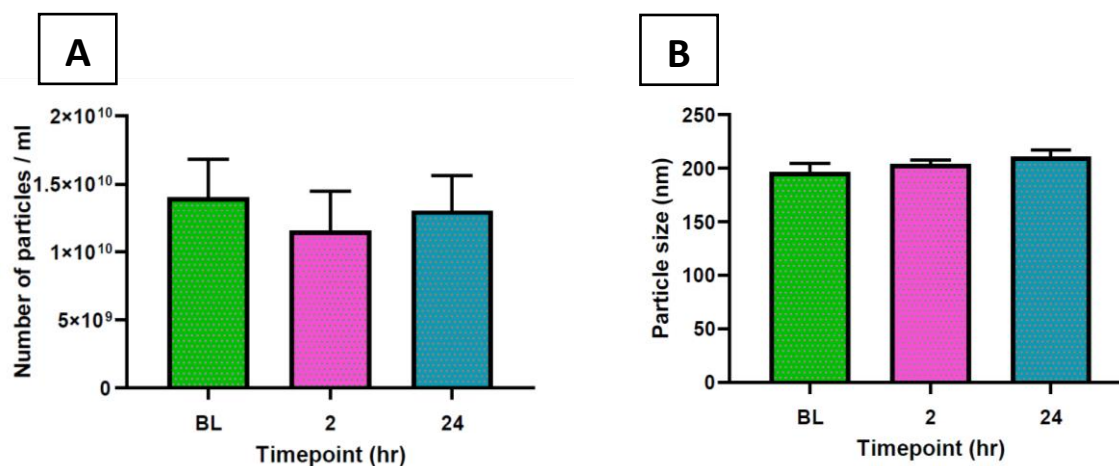 A
Number of particles / ml
2×10¹⁰
1.5×10¹⁰
1×10¹⁰
5×10⁹
0
BL 2 24
Timepoint (hr)
B
Particle size (nm)
250
200
150
100
50
0
BL 2 24
Timepoint (hr)